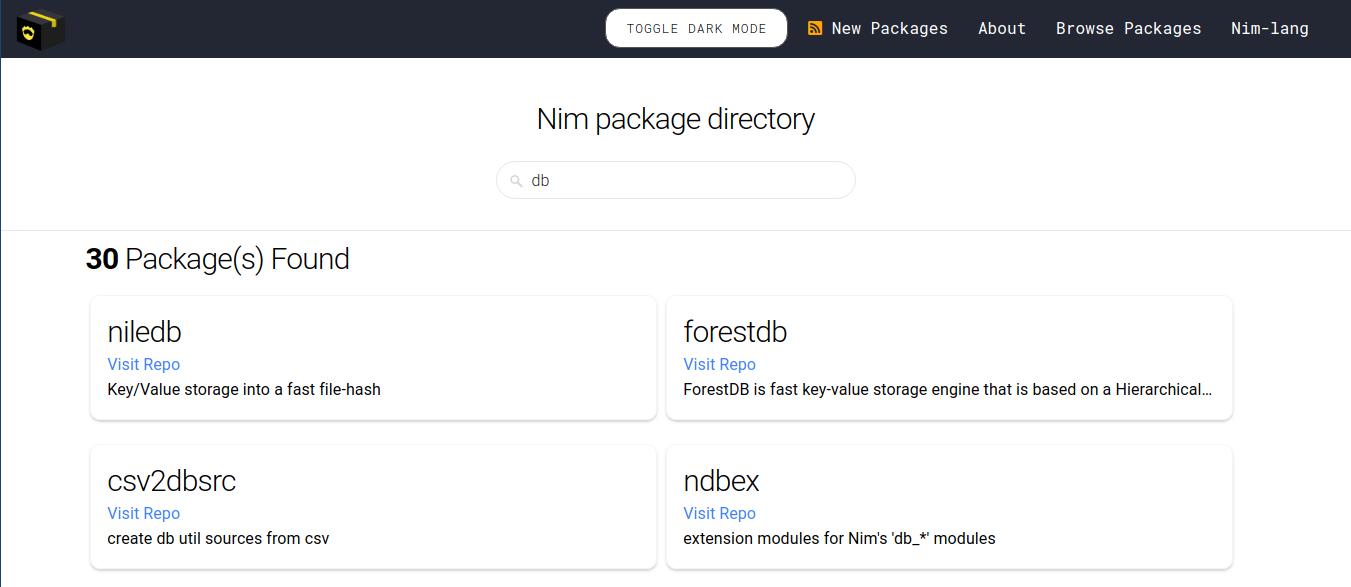 TOGGLE DARK MODE New Packages About Browse Packages Nim-lang
Nim package directory
db
30 Package(s) Found
niledb
Visit Repo
Key/Value storage into a fast file-hash
forestdb
Visit Repo
ForestDB is fast key-value storage engine that is based on a Hierarchical...
csv2dbsrc
Visit Repo
create db util sources from csv
ndbex
Visit Repo
extension modules for Nim's 'db_*' modules